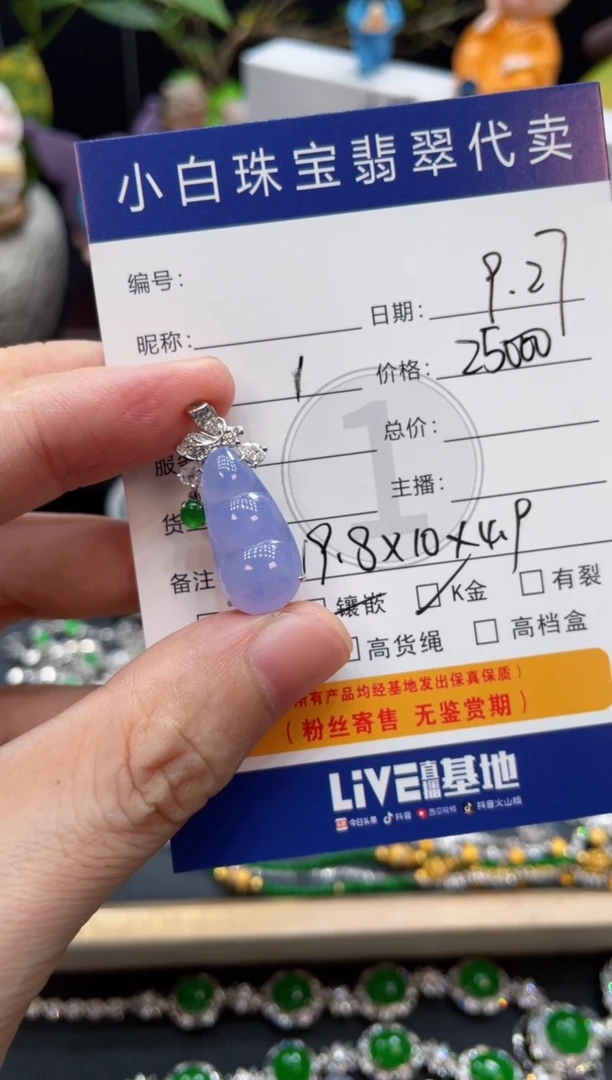 小白珠宝翡翠代卖
编号:
日期: 9.27
昵称:
1
价格: 25000
总价:
主播:
备注
9.8X10X4.9
镶嵌 K金 有裂
高货绳 高档盒
所有产品均经基地发出保真保质)
(粉丝寄售 无鉴赏期)
LiVE直播基地
今日头条 抖音 西瓜视频 抖音火山版